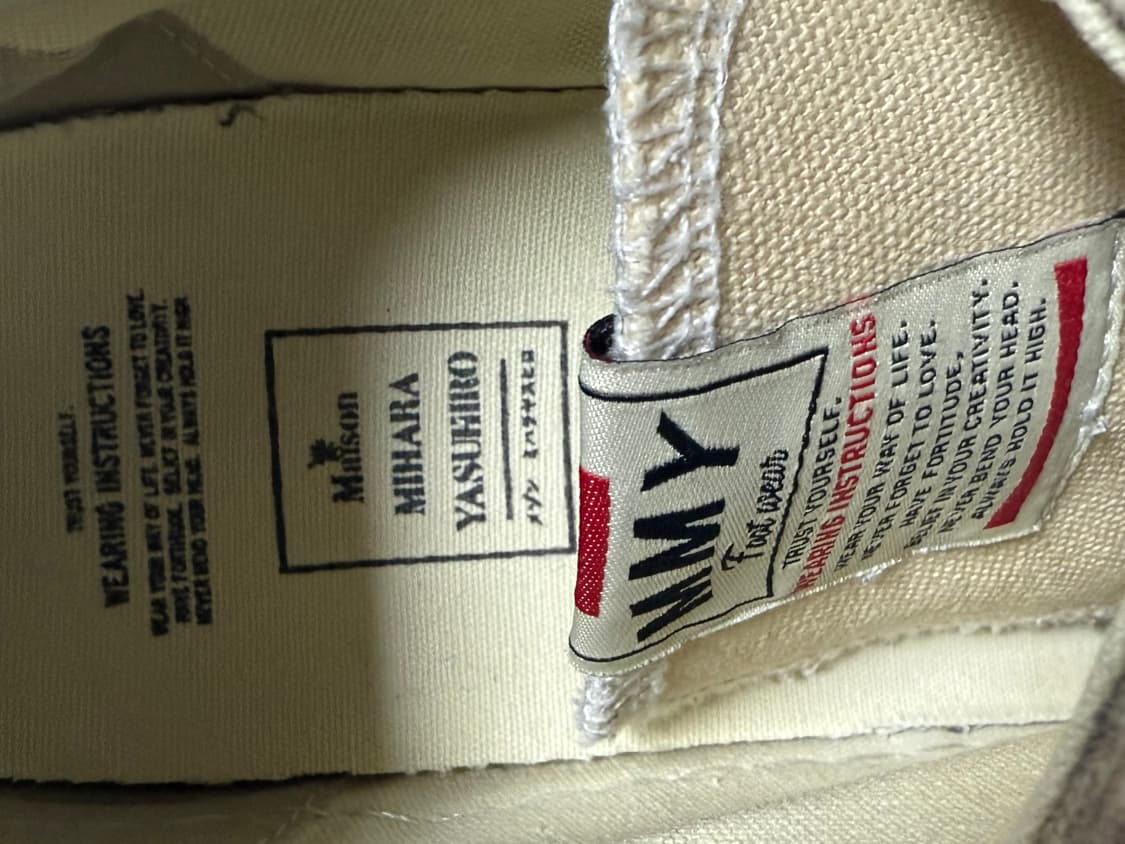 TRUST YOURSELF.
WEARING INSTRUCTIONS
WEAR YOUR WAY OF LIFE. NEVER FORGET TO LOVE.
HAVE FORTITUDE. BELIEF IN YOUR CREATIVITY.
NEVER BEND YOUR HEAD. ALWAYS HOLD IT HIGH
Maison
MIHARA
YASUHIRO
メゾン ミハラヤスヒロ
MMY
Foot wear
TRUST YOURSELF.
WEARING INSTRUCTIONS
WEAR YOUR WAY OF LIFE.
NEVER FORGET TO LOVE.
HAVE FORTITUDE.
BELIEF IN YOUR CREATIVITY.
NEVER BEND YOUR HEAD.
ALWAYS HOLD IT HIGH.